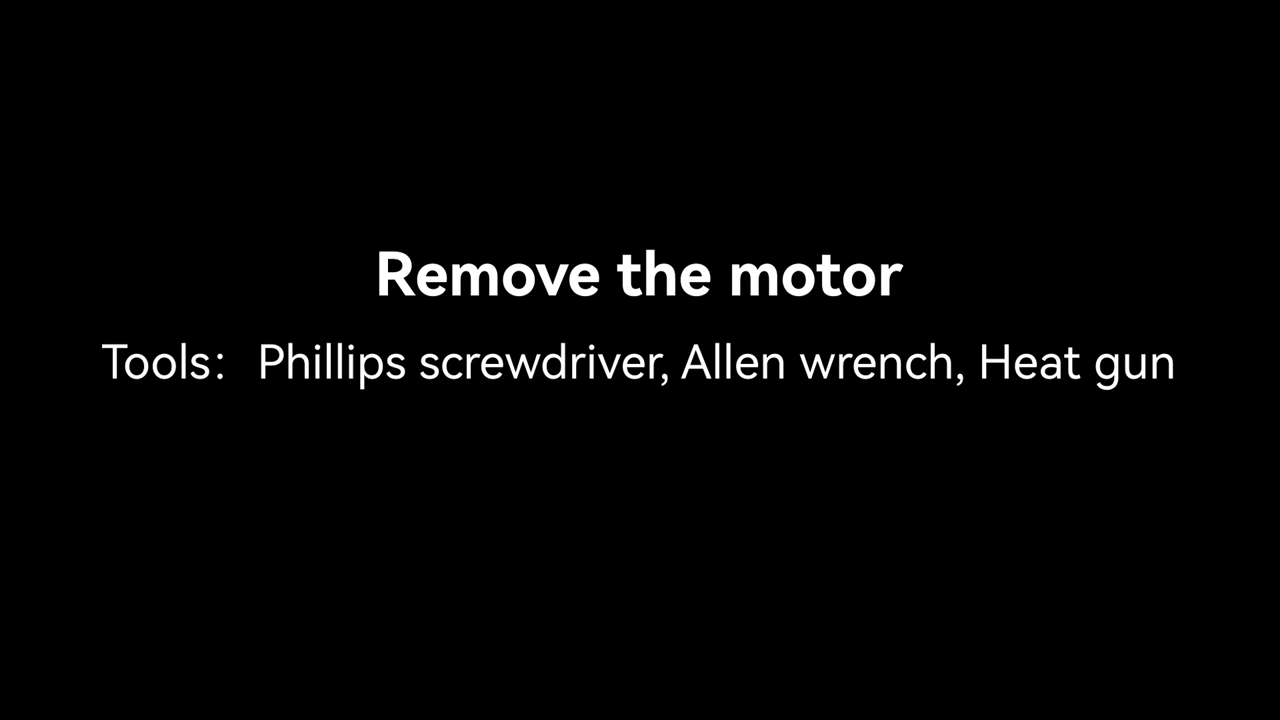 Remove the motor
Tools: Phillips screwdriver, Allen wrench, Heat gun